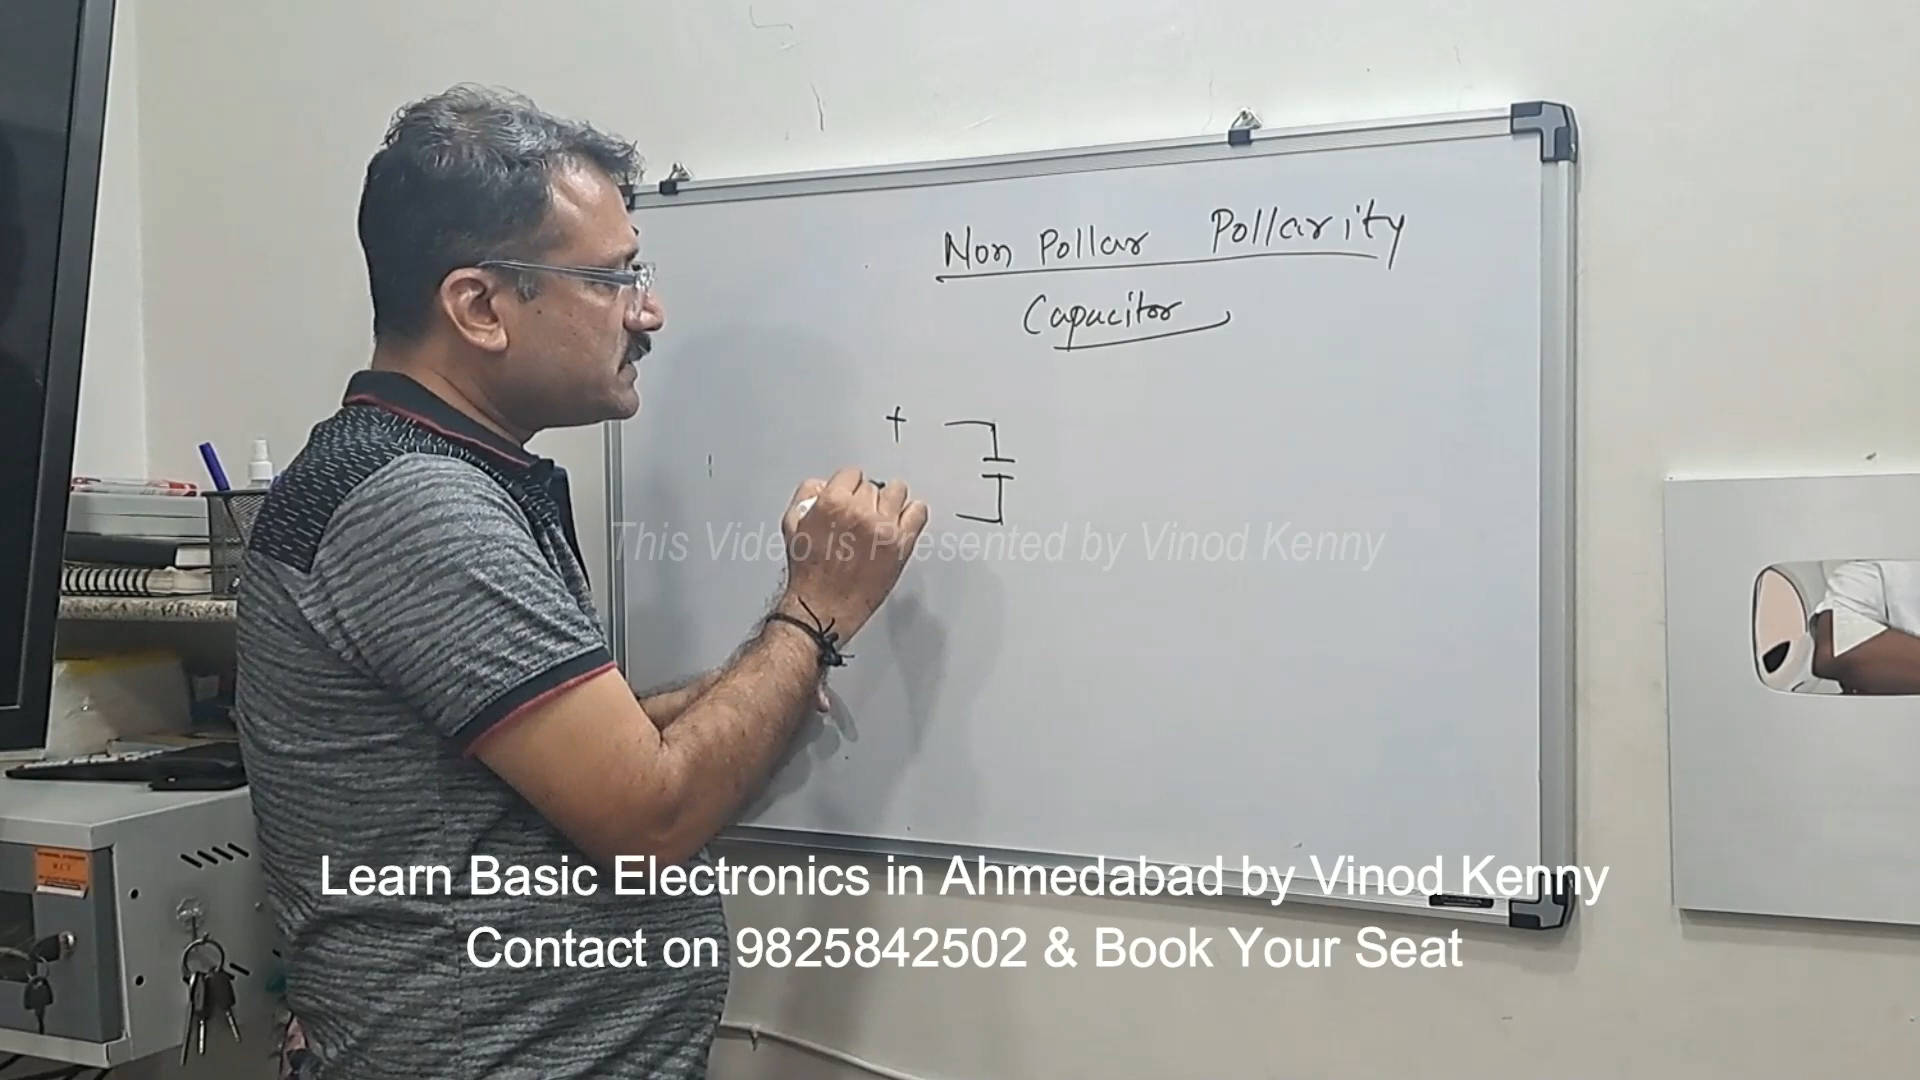 Non Pollar Pollarity
Capacitor
+
This Video is Presented by Vinod Kenny
Learn Basic Electronics in Ahmedabad by Vinod Kenny
Contact on 9825842502 & Book Your Seat